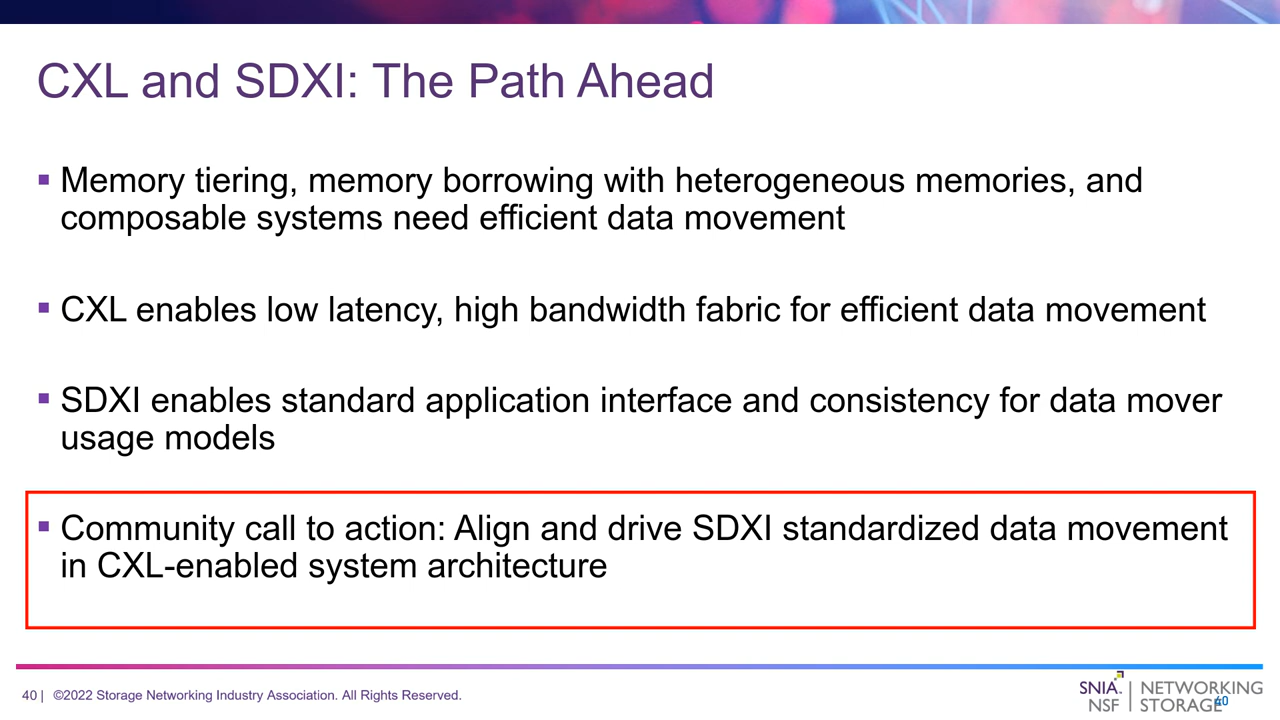 CXL and SDXI: The Path Ahead
▪ Memory tiering, memory borrowing with heterogeneous memories, and
composable systems need efficient data movement
▪ CXL enables low latency, high bandwidth fabric for efficient data movement
▪ SDXI enables standard application interface and consistency for data mover
usage models
▪ Community call to action: Align and drive SDXI standardized data movement
in CXL-enabled system architecture
40 | ©2022 Storage Networking Industry Association. All Rights Reserved.
SNIA. | NETWORKING
NSF | STORAGE
40